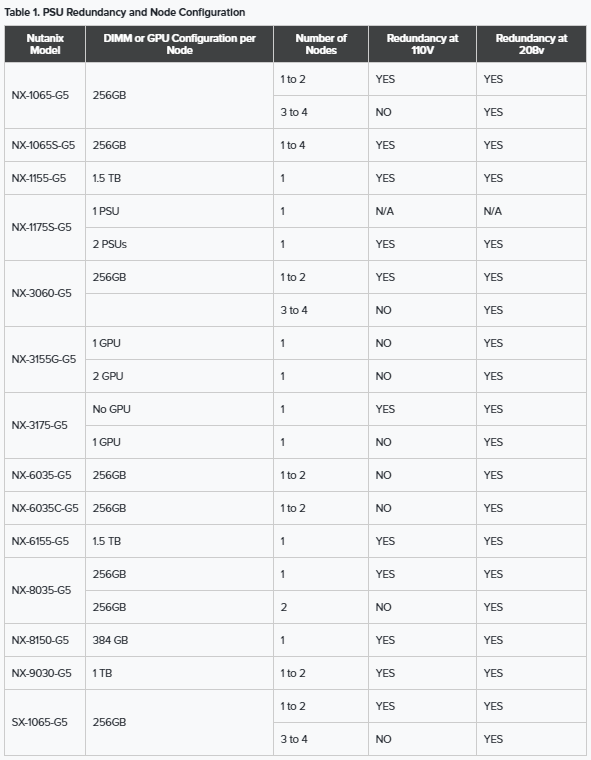 Table 1. PSU Redundancy and Node Configuration
Nutanix Model | DIMM or GPU Configuration per Node | Number of Nodes | Redundancy at 110V | Redundancy at 208v
NX-1065-G5 | 256GB | 1 to 2 | YES | YES
3 to 4 | NO | YES
NX-1065S-G5 | 256GB | 1 to 4 | YES | YES
NX-1155-G5 | 1.5 TB | 1 | YES | YES
NX-1175S-G5 | 1 PSU | 1 | N/A | N/A
2 PSUs | 1 | YES | YES
NX-3060-G5 | 256GB | 1 to 2 | YES | YES
3 to 4 | NO | YES
NX-3155G-G5 | 1 GPU | 1 | NO | YES
2 GPU | 1 | NO | YES
NX-3175-G5 | No GPU | 1 | YES | YES
1 GPU | 1 | NO | YES
NX-6035-G5 | 256GB | 1 to 2 | NO | YES
NX-6035C-G5 | 256GB | 1 to 2 | NO | YES
NX-6155-G5 | 1.5 TB | 1 | YES | YES
NX-8035-G5 | 256GB | 1 | YES | YES
256GB | 2 | NO | YES
NX-8150-G5 | 384 GB | 1 | YES | YES
NX-9030-G5 | 1 TB | 1 to 2 | YES | YES
SX-1065-G5 | 256GB | 1 to 2 | YES | YES
3 to 4 | NO | YES